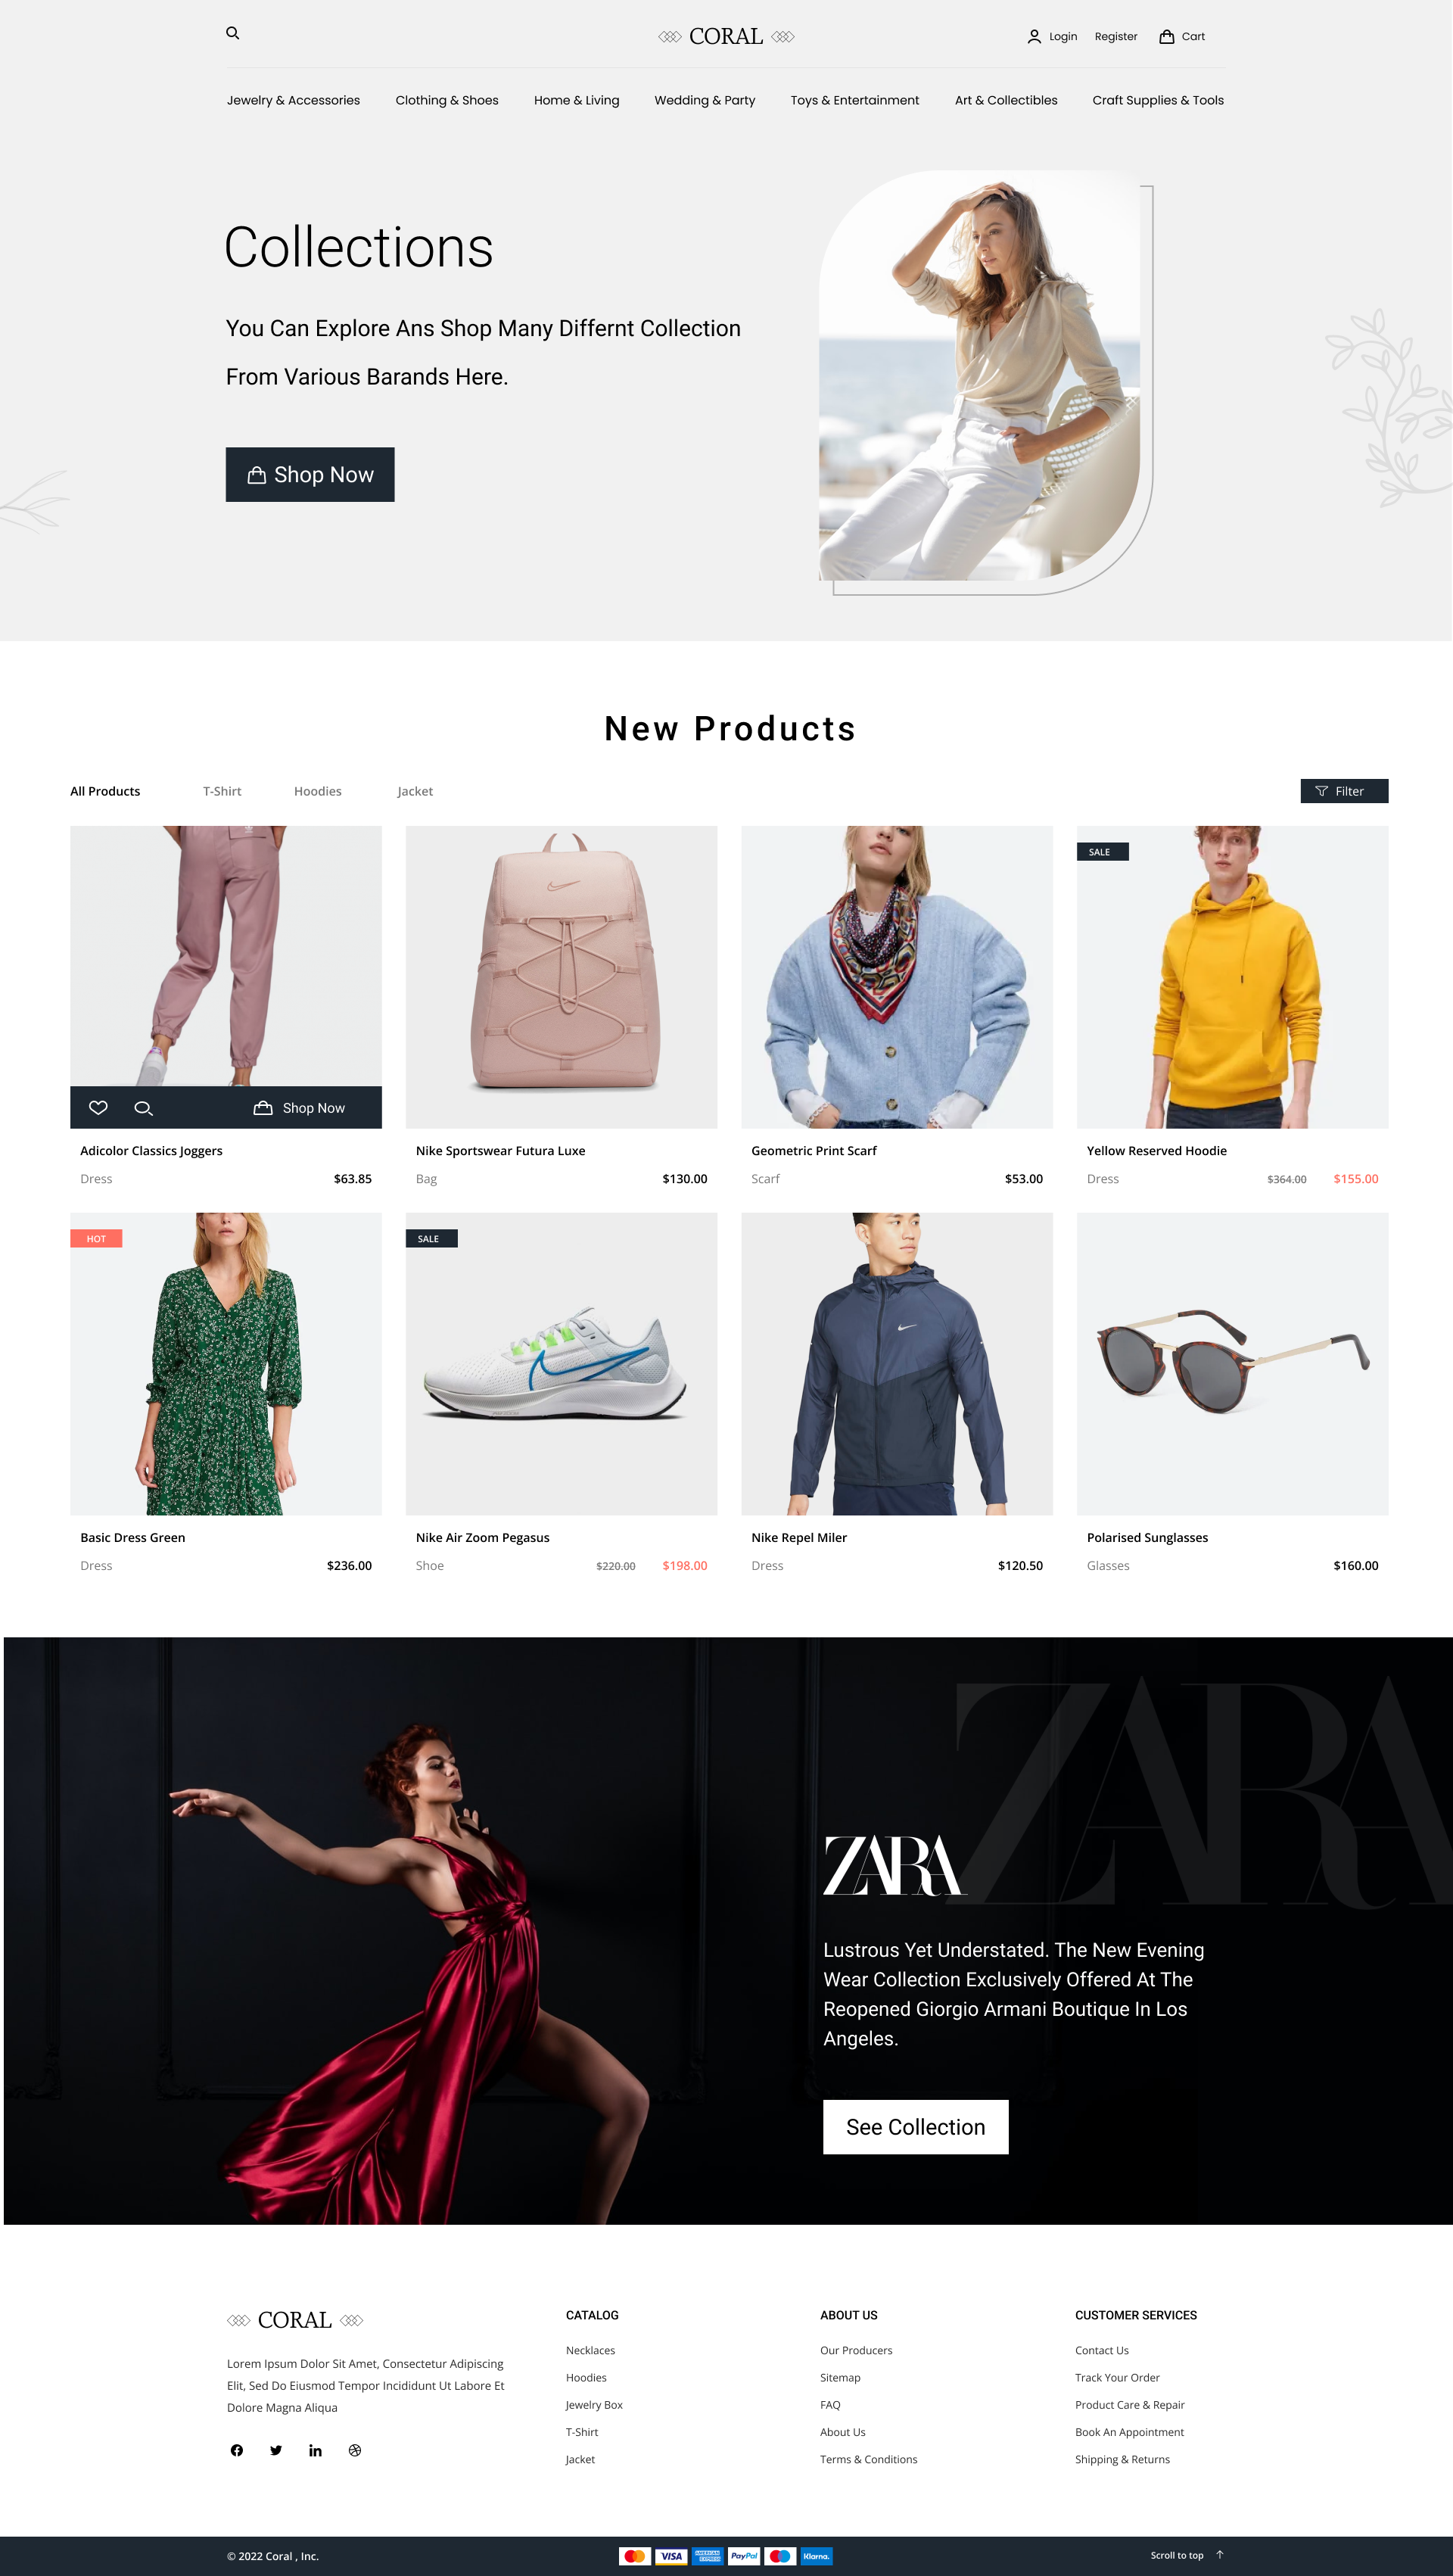 CORAL
Login Register Cart
Jewelry & Accessories Clothing & Shoes Home & Living Wedding & Party Toys & Entertainment Art & Collectibles Craft Supplies & Tools
Collections
You Can Explore Ans Shop Many Differnt Collection
From Various Barands Here.
Shop Now
New Products
All Products T-Shirt Hoodies Jacket Filter
SALE
Shop Now
Adicolor Classics Joggers
Dress $63.85
Nike Sportswear Futura Luxe
Bag $130.00
Geometric Print Scarf
Scarf $53.00
Yellow Reserved Hoodie
Dress $364.00 $155.00
HOT
SALE
Basic Dress Green
Dress $236.00
Nike Air Zoom Pegasus
Shoe $220.00 $198.00
Nike Repel Miler
Dress $120.50
Polarised Sunglasses
Glasses $160.00
ZARA
ZARA
Lustrous Yet Understated. The New Evening
Wear Collection Exclusively Offered At The
Reopened Giorgio Armani Boutique In Los
Angeles.
See Collection
CORAL
Lorem Ipsum Dolor Sit Amet, Consectetur Adipiscing
Elit, Sed Do Eiusmod Tempor Incididunt Ut Labore Et
Dolore Magna Aliqua
CATALOG
Necklaces
Hoodies
Jewelry Box
T-Shirt
Jacket
ABOUT US
Our Producers
Sitemap
FAQ
About Us
Terms & Conditions
CUSTOMER SERVICES
Contact Us
Track Your Order
Product Care & Repair
Book An Appointment
Shipping & Returns
© 2022 Coral , Inc.
VISA AMERICAN EXPRESS PayPal Klarna.
Scroll to top